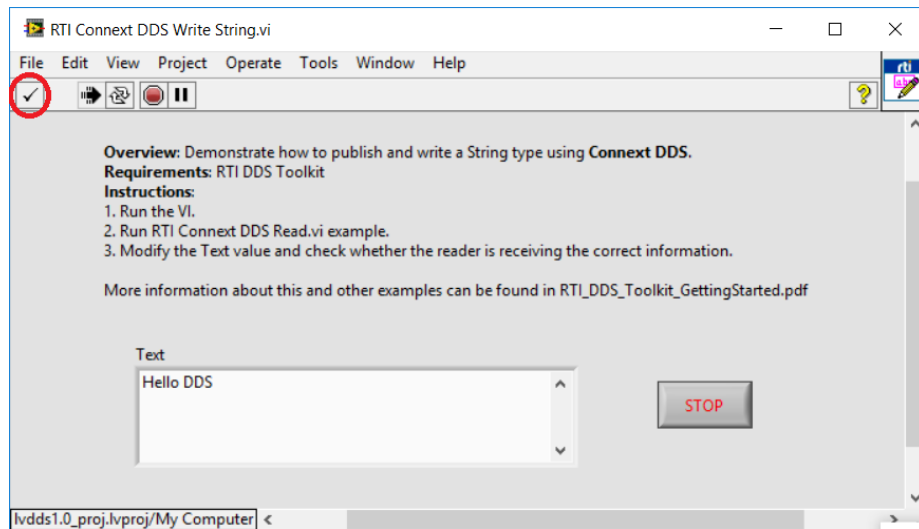 RTI Connext DDS Write String.vi
File Edit View Project Operate Tools Window Help
rti
Overview: Demonstrate how to publish and write a String type using Connext DDS.
Requirements: RTI DDS Toolkit
Instructions:
1. Run the VI.
2. Run RTI Connext DDS Read.vi example.
3. Modify the Text value and check whether the reader is receiving the correct information.
More information about this and other examples can be found in RTI_DDS_Toolkit_GettingStarted.pdf
Text
Hello DDS
STOP
lvdds1.0_proj.lvproj/My Computer